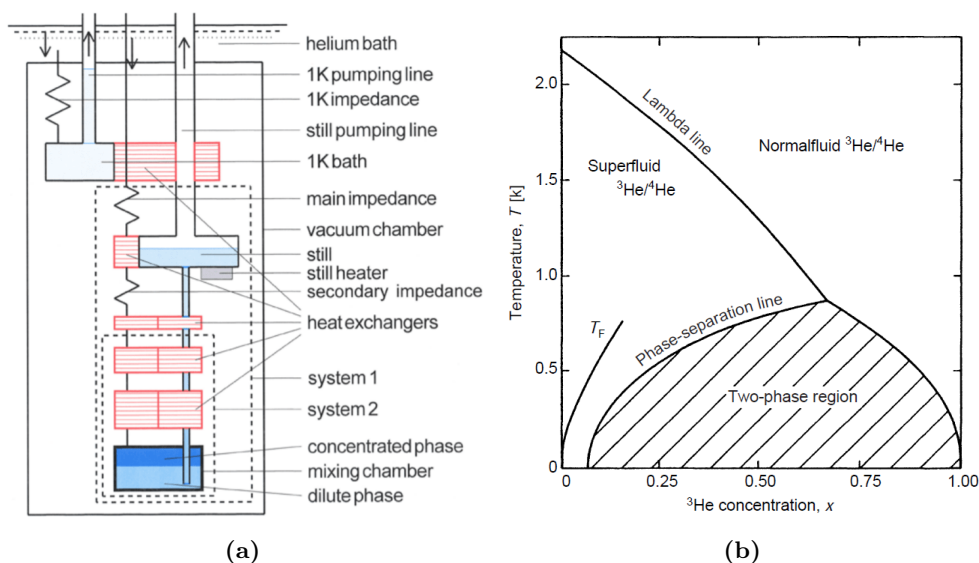 helium bath
1K pumping line
1K impedance
still pumping line
1K bath
main impedance
vacuum chamber
still
still heater
secondary impedance
heat exchangers
system 1
system 2
concentrated phase
mixing chamber
dilute phase
(a)
Temperature, T [k]
2.0
1.5
1.0
0.5
0
Lambda line
Normalfluid ³He/⁴He
Superfluid
³He/⁴He
Phase-separation line
T_F
Two-phase region
0 0.25 0.50 0.75 1.00
³He concentration, x
(b)